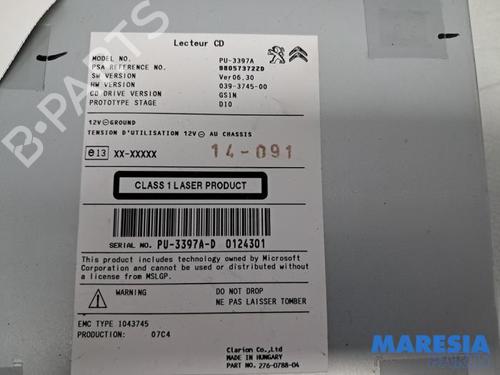 Lecteur CD
MODEL NO. PU-3397A
PSA REFERENCE NO. 9805737220
SW VERSION Ver06.30
HW VERSION 039-3745-00
CD DRIVE VERSION GS1N
PROTOTYPE STAGE D10
12V GROUND
TENSION D'UTILISATION 12V AU CHASSIS
e13 XX-XXXXX 14-091
CLASS 1 LASER PRODUCT
SERIAL NO. PU-3397A-D 0124301
This product includes technology owned by Microsoft
Corporation and cannot be used or distributed without
a license from MSLGP.
WARNING DO NOT DROP
NE PAS LAISSER TOMBER
EMC TYPE 1043745
PRODUCTION: 07C4
Clarion Co.,Ltd
MADE IN HUNGARY
PART NO. 276-0788-04
B-Parts
MARESIA